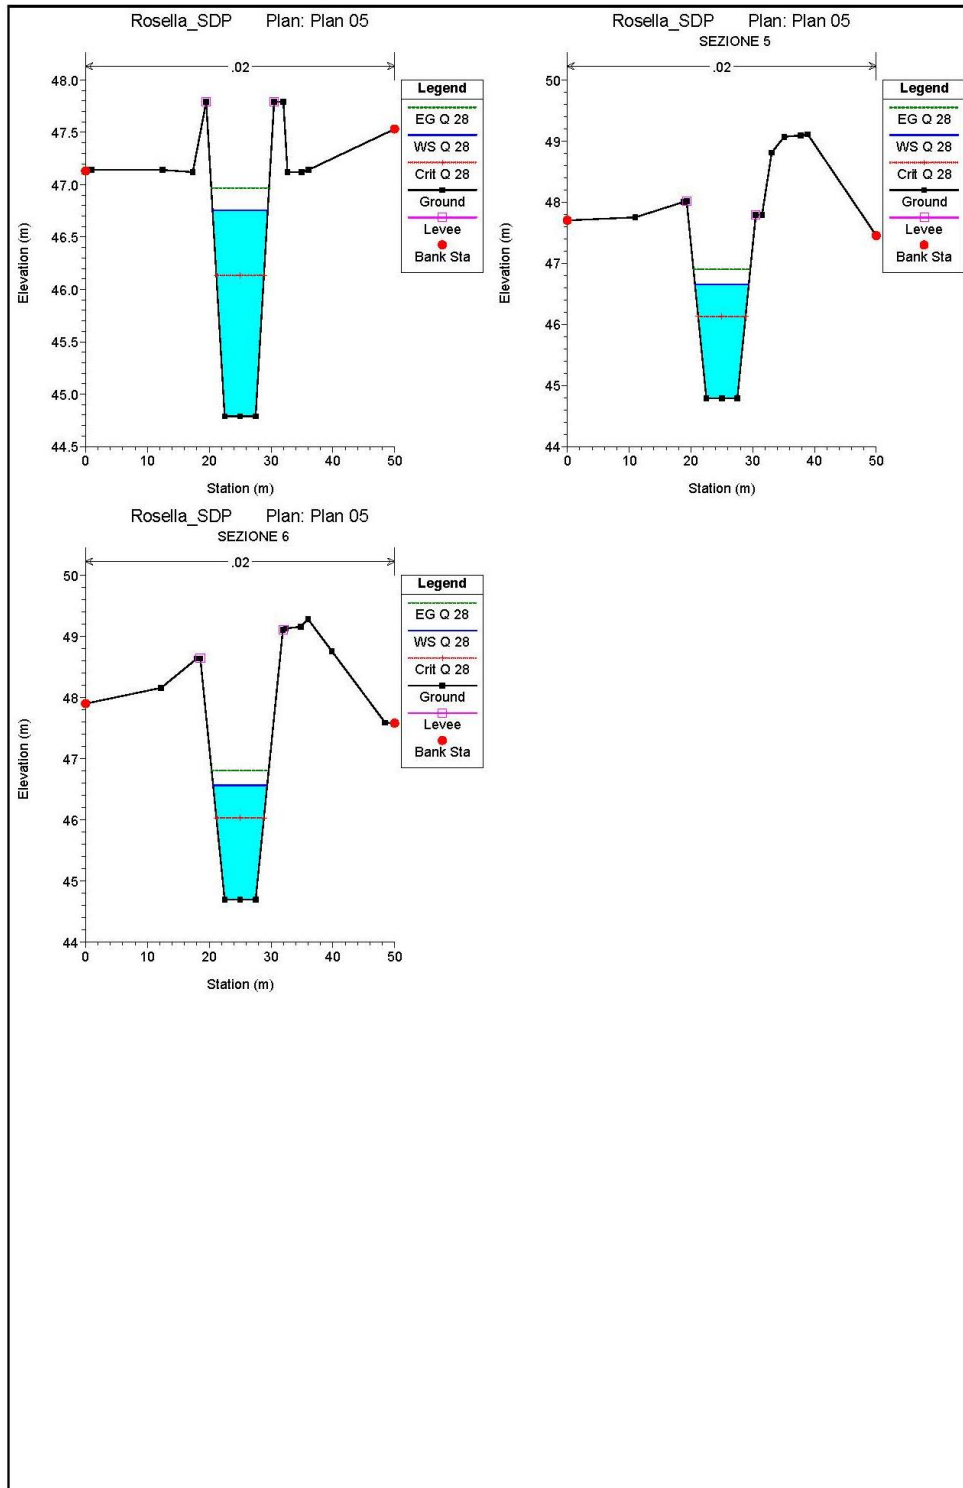 Rosella_SDP Plan: Plan 05
.02
48.0
47.5
47.0
46.5
46.0
45.5
45.0
44.5
Elevation (m)
0 10 20 30 40 50
Station (m)
Legend
EG Q 28
WS Q 28
Crit Q 28
Ground
Levee
Bank Sta
Rosella_SDP Plan: Plan 05
SEZIONE 5
.02
50
49
48
47
46
45
44
Elevation (m)
0 10 20 30 40 50
Station (m)
Legend
EG Q 28
WS Q 28
Crit Q 28
Ground
Levee
Bank Sta
Rosella_SDP Plan: Plan 05
SEZIONE 6
.02
50
49
48
47
46
45
44
Elevation (m)
0 10 20 30 40 50
Station (m)
Legend
EG Q 28
WS Q 28
Crit Q 28
Ground
Levee
Bank Sta